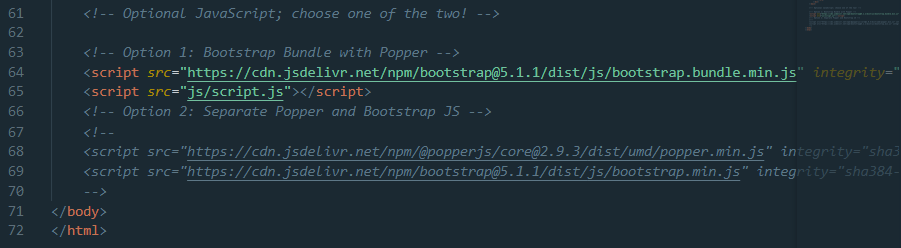 61 <!-- Optional JavaScript; choose one of the two! -->
62
63 <!-- Option 1: Bootstrap Bundle with Popper -->
64 <script src="https://cdn.jsdelivr.net/npm/bootstrap@5.1.1/dist/js/bootstrap.bundle.min.js" integrity="
65 <script src="js/script.js"></script>
66 <!-- Option 2: Separate Popper and Bootstrap JS -->
67 <!--
68 <script src="https://cdn.jsdelivr.net/npm/@popperjs/core@2.9.3/dist/umd/popper.min.js" integrity="sha3
69 <script src="https://cdn.jsdelivr.net/npm/bootstrap@5.1.1/dist/js/bootstrap.min.js" integrity="sha384-
70 -->
71 </body>
72 </html>